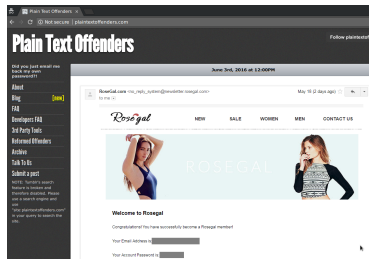 Plain Text Offenders ×
Not secure | plaintextoffenders.com
Plain Text Offenders
Follow plaintextof
Did you just email me
back my own
password?!
About
Blog [new]
FAQ
Developers FAQ
3rd Party Tools
Reformed Offenders
Archive
Talk To Us
Submit a post
NOTE: Tumblr's search
feature is broken and
therefore disabled. Please
use a search engine and
use
"site:plaintextoffenders.com"
in your query to search the
site.
June 3rd, 2016 at 12:00PM
RoseGal.com
May 18 (2 days ago)
to me
Rosegal
NEW SALE WOMEN MEN CONTACT US
ROSEGAL
Welcome to Rosegal
Congratulations! You have successfully become a Rosegal member!
Your Email Address is
Your Account Password is